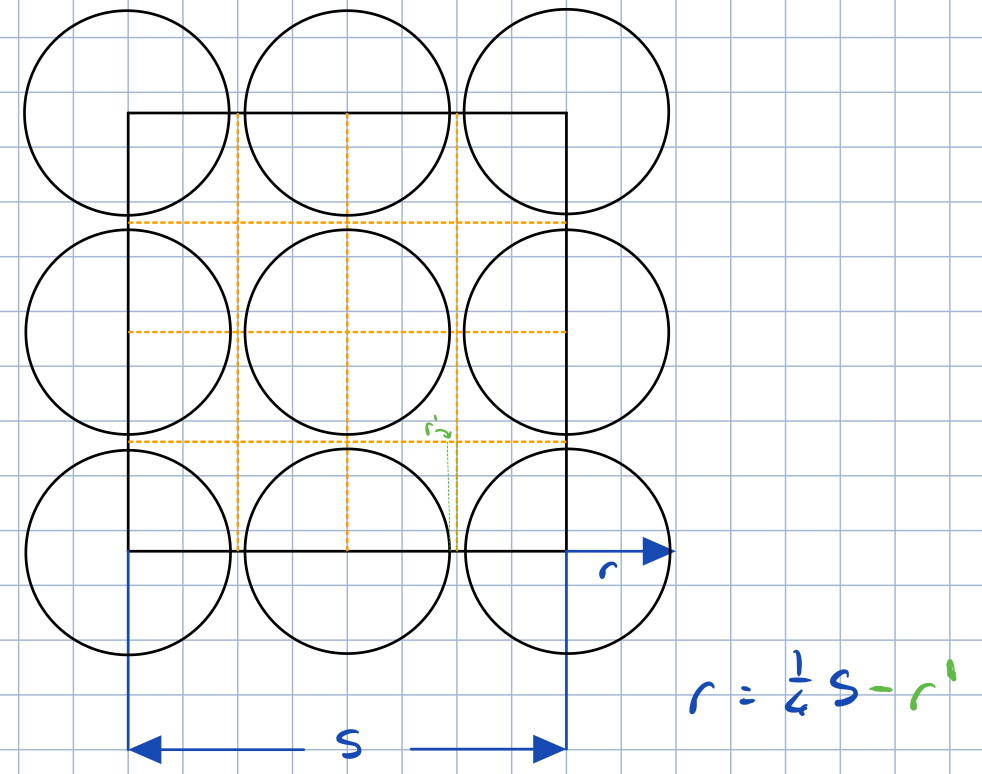 r'
r
r = 1/4 s - r'
s